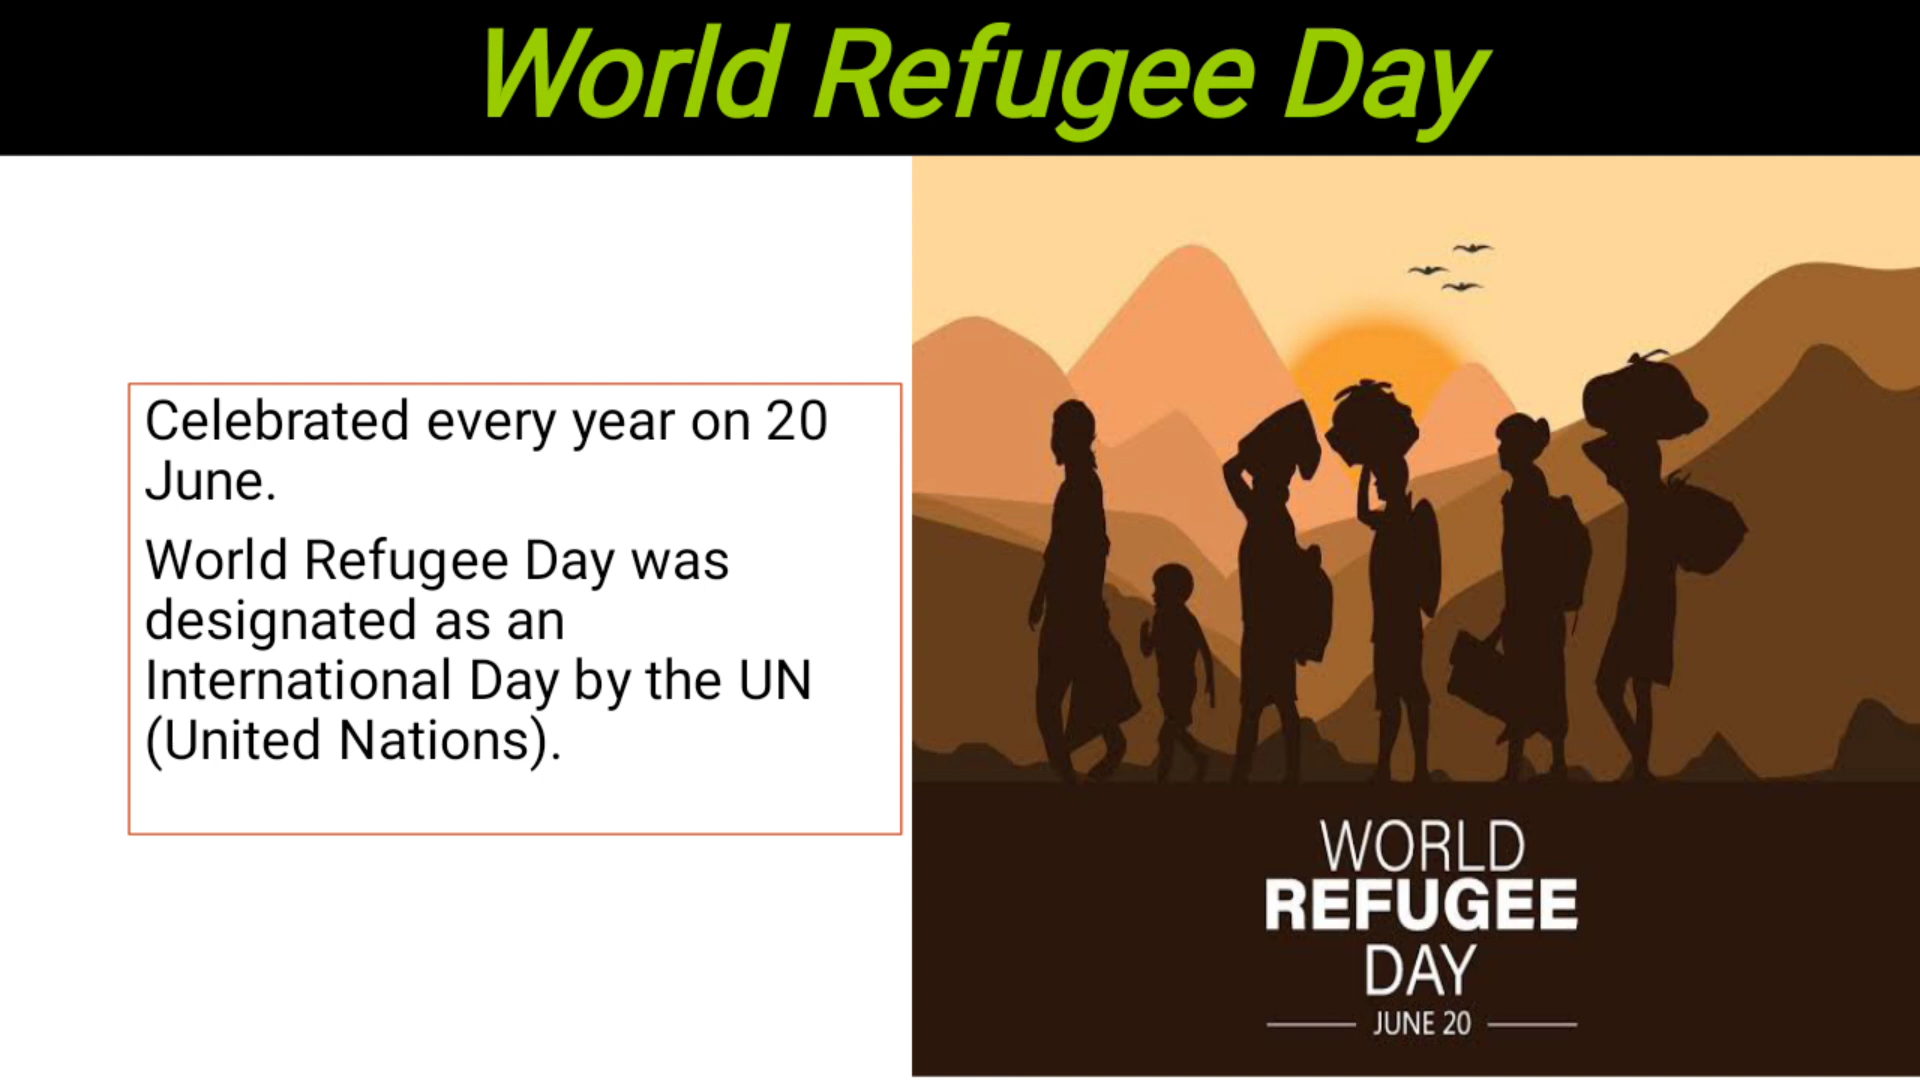 World Refugee Day
Celebrated every year on 20
June.
World Refugee Day was
designated as an
International Day by the UN
(United Nations).
WORLD
REFUGEE
DAY
JUNE 20